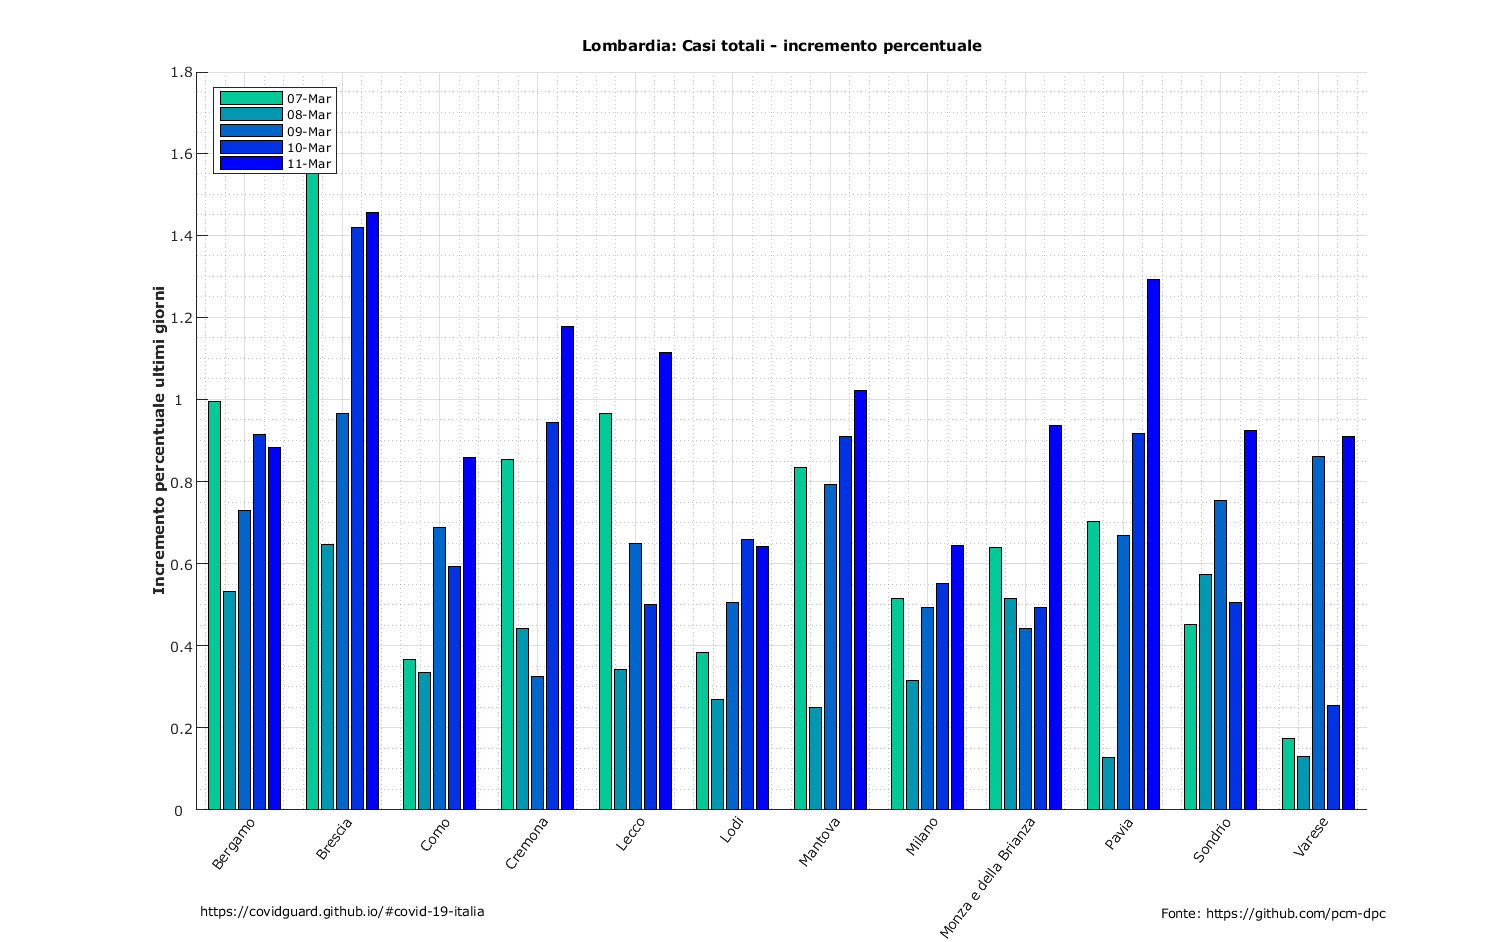 Lombardia: Casi totali - incremento percentuale
Incremento percentuale ultimi giorni
1.8
1.6
1.4
1.2
1
0.8
0.6
0.4
0.2
0
07-Mar
08-Mar
09-Mar
10-Mar
11-Mar
Bergamo
Brescia
Como
Cremona
Lecco
Lodi
Mantova
Milano
Monza e della Brianza
Pavia
Sondrio
Varese
https://covidguard.github.io/#covid-19-italia
Fonte: https://github.com/pcm-dpc